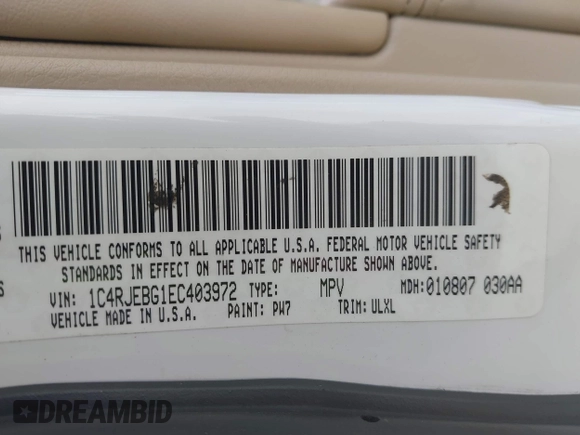 THIS VEHICLE CONFORMS TO ALL APPLICABLE U.S.A. FEDERAL MOTOR VEHICLE SAFETY
STANDARDS IN EFFECT ON THE DATE OF MANUFACTURE SHOWN ABOVE.
VIN: 1C4RJEBG1EC403972 TYPE: MPV MDH: 010807 030AA
VEHICLE MADE IN U.S.A. PAINT: PW7 TRIM: ULXL
DREAMBID